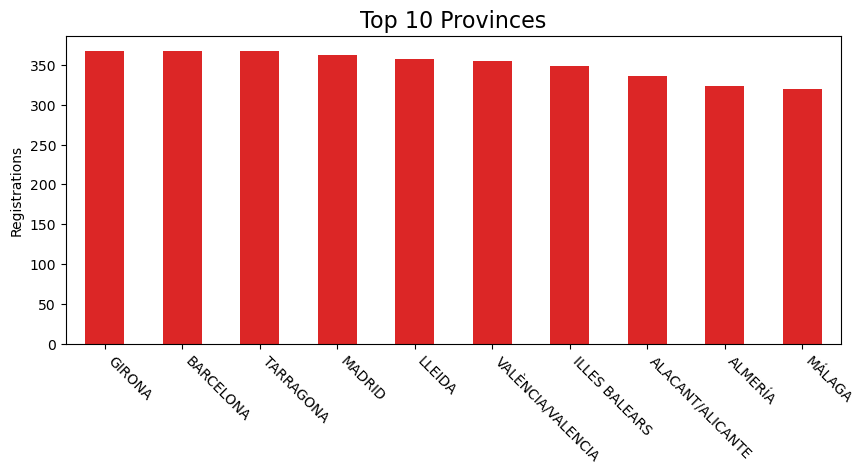 Top 10 Provinces
Registrations
350
300
250
200
150
100
50
0
GIRONA
BARCELONA
TARRAGONA
MADRID
LLEIDA
VALÈNCIA/VALENCIA
ILLES BALEARS
ALACANT/ALICANTE
ALMERÍA
MÁLAGA